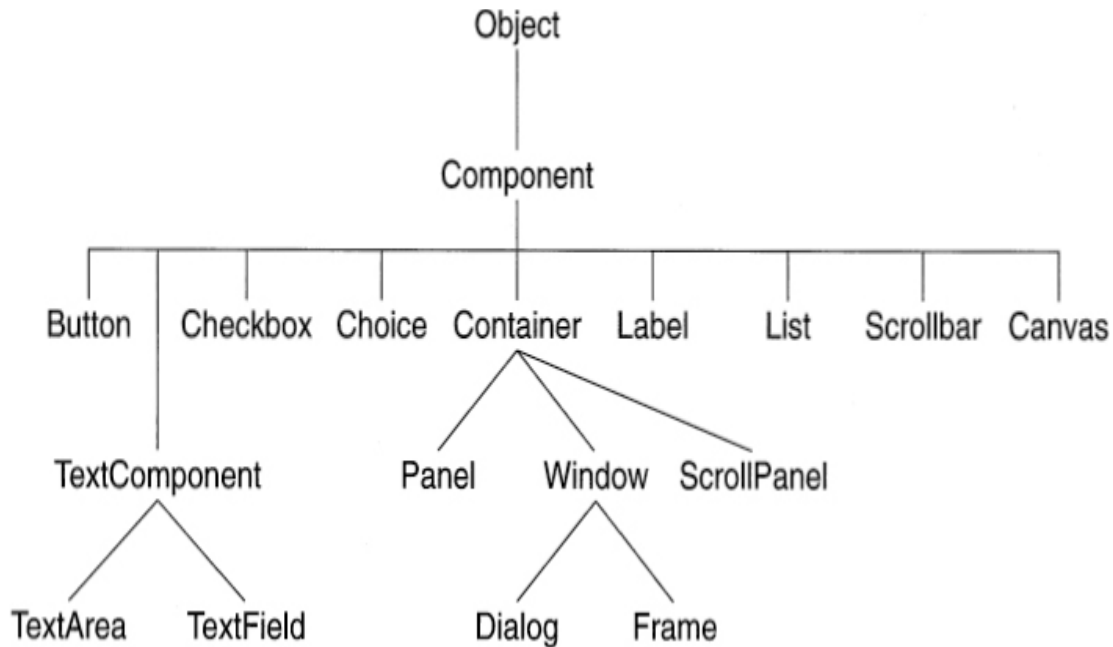 Object
Component
Button Checkbox Choice Container Label List Scrollbar Canvas
TextComponent Panel Window ScrollPanel
TextArea TextField Dialog Frame